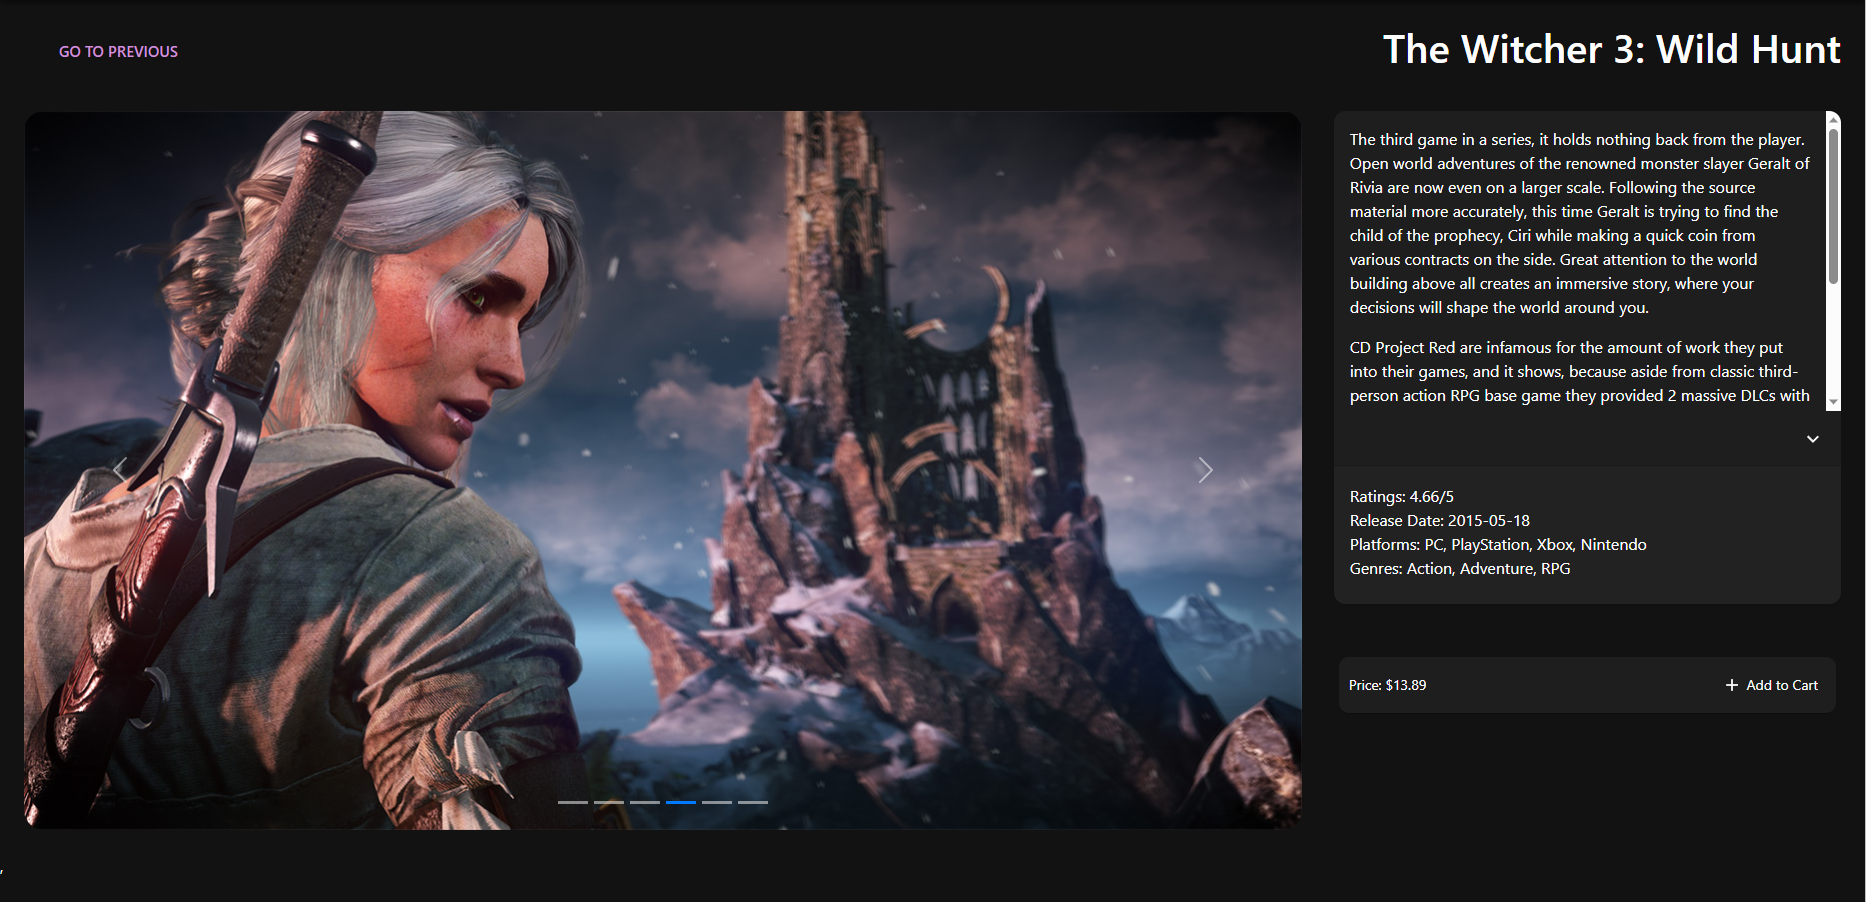 GO TO PREVIOUS
The Witcher 3: Wild Hunt
The third game in a series, it holds nothing back from the player.
Open world adventures of the renowned monster slayer Geralt of
Rivia are now even on a larger scale. Following the source
material more accurately, this time Geralt is trying to find the
child of the prophecy, Ciri while making a quick coin from
various contracts on the side. Great attention to the world
building above all creates an immersive story, where your
decisions will shape the world around you.
CD Project Red are infamous for the amount of work they put
into their games, and it shows, because aside from classic third-
person action RPG base game they provided 2 massive DLCs with
Ratings: 4.66/5
Release Date: 2015-05-18
Platforms: PC, PlayStation, Xbox, Nintendo
Genres: Action, Adventure, RPG
Price: $13.89
+ Add to Cart
,